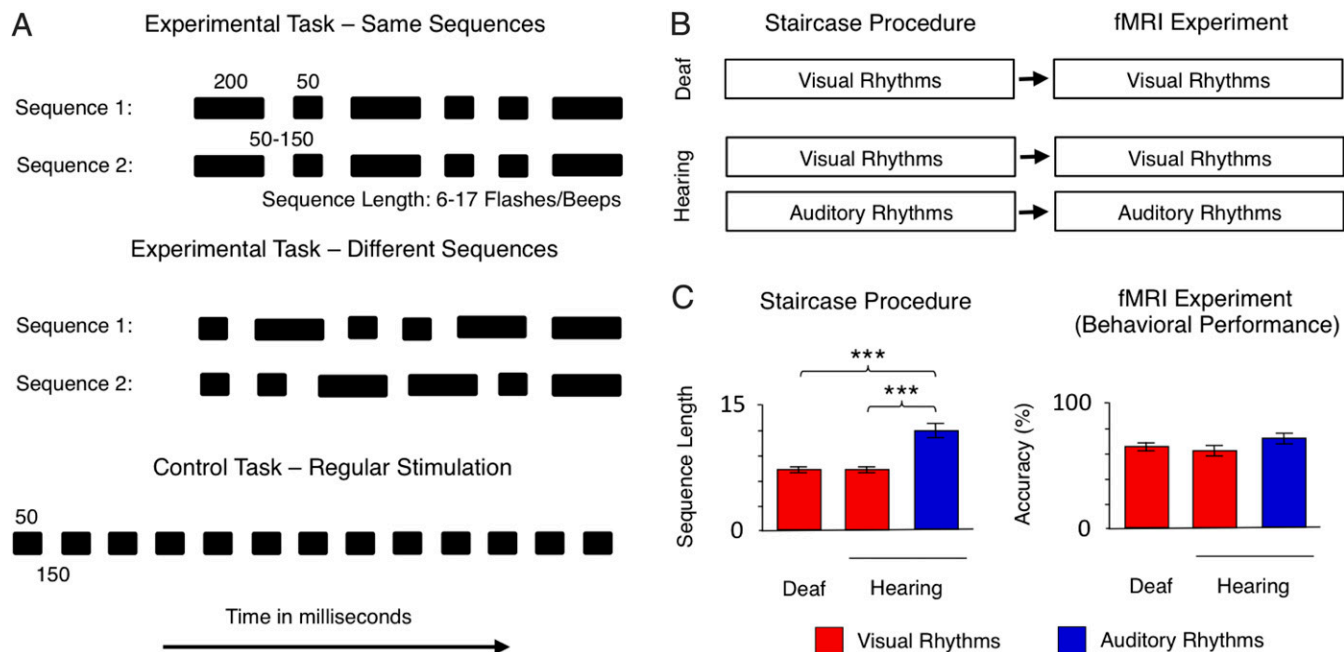 A
Experimental Task – Same Sequences
200 50
Sequence 1:
50-150
Sequence 2:
Sequence Length: 6-17 Flashes/Beeps
Experimental Task – Different Sequences
Sequence 1:
Sequence 2:
Control Task – Regular Stimulation
50
150
Time in milliseconds
B
Staircase Procedure fMRI Experiment
Deaf
Visual Rhythms Visual Rhythms
Hearing
Visual Rhythms Visual Rhythms
Auditory Rhythms Auditory Rhythms
C
Staircase Procedure
***
***
Sequence Length
15
0
Deaf Hearing
fMRI Experiment
(Behavioral Performance)
Accuracy (%)
100
0
Deaf Hearing
Visual Rhythms Auditory Rhythms